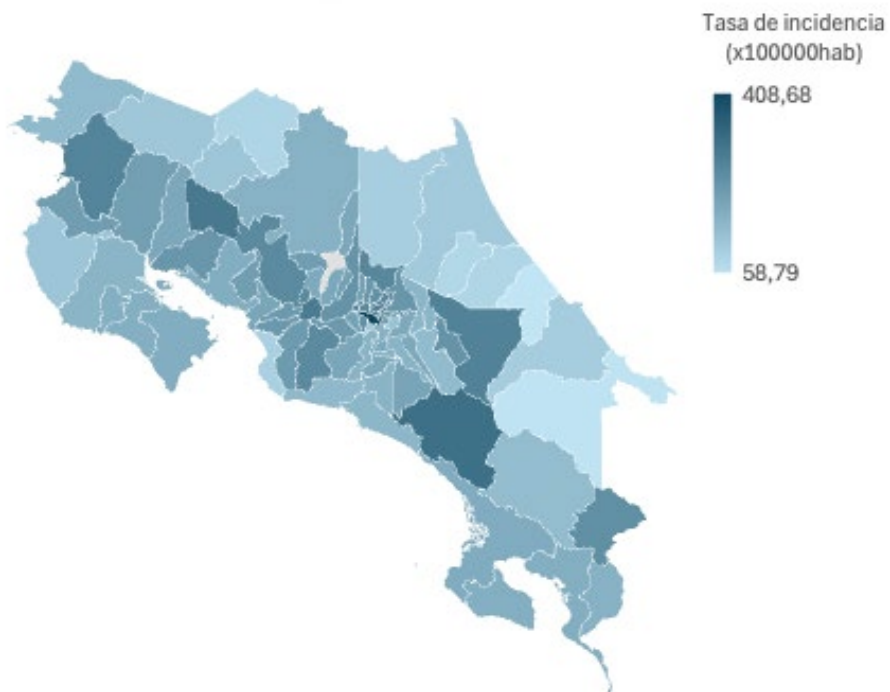 Tasa de incidencia
(x100000hab)
408,68
58,79